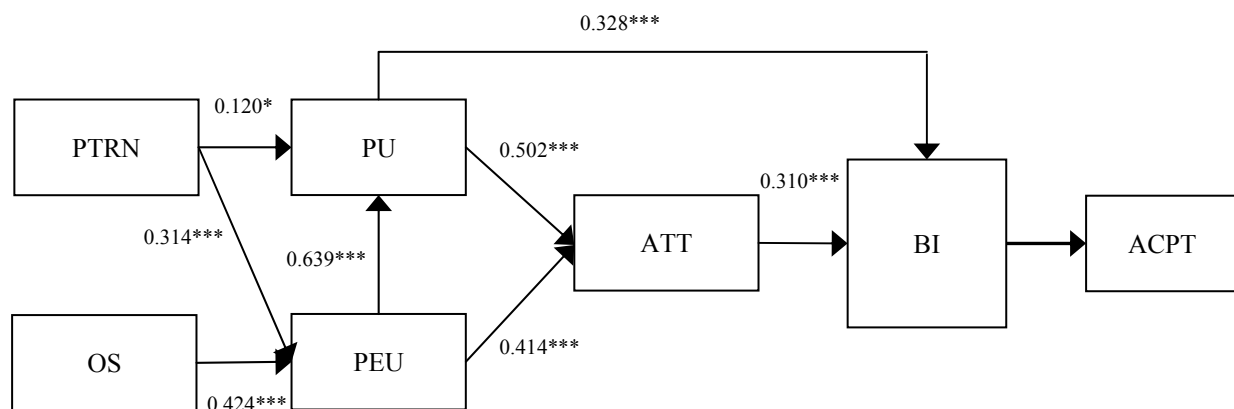 0.328***
0.120*
PTRN
PU
0.502***
0.310***
0.314***
0.639***
ATT
BI
ACPT
OS
PEU
0.414***
0.424***